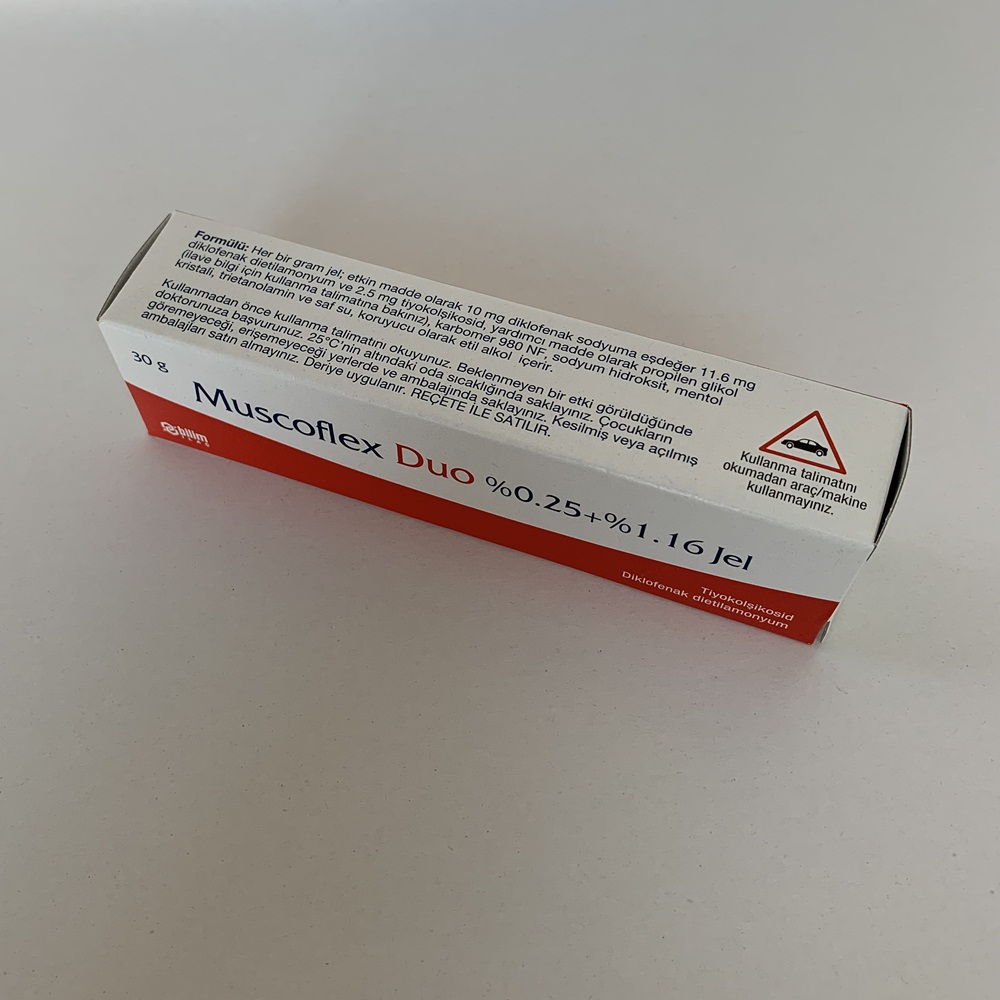 Formülü: Her bir gram jel; etkin madde olarak 10 mg diklofenak sodyuma eşdeğer 11.6 mg
diklofenak dietilamonyum ve 2.5 mg tiyokolşikosid, yardımcı madde olarak propilen glikol
(ilave bilgi için kullanma talimatına bakınız), karbomer 980 NF, sodyum hidroksit, mentol
kristali, trietanolamin ve saf su, koruyucu olarak etil alkol içerir.
Kullanmadan önce kullanma talimatını okuyunuz. Beklenmeyen bir etki görüldüğünde
doktorunuza başvurunuz. 25°C'nin altındaki oda sıcaklığında saklayınız. Çocukların
göremeyeceği, erişemeyeceği yerlerde ve ambalajında saklayınız. Kesilmiş veya açılmış
ambalajları satın almayınız. Deriye uygulanır. REÇETE İLE SATILIR.
Kullanma talimatını
okumadan araç/makine
kullanmayınız.
30 g
Muscoflex Duo %0.25+%1.16 Jel
bilim
Tiyokolşikosid
Diklofenak dietilamonyum